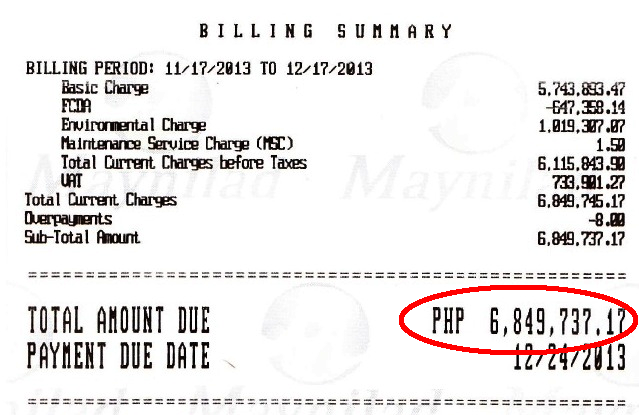 BILLING SUMMARY
BILLING PERIOD: 11/17/2013 TO 12/17/2013
Basic Charge 5,743,893.47
FCDA -647,358.14
Environmental Charge 1,019,307.07
Maintenance Service Charge (MSC) 1.50
Total Current Charges before Taxes 6,115,843.90
Maynilad Maynilad
VAT 733,901.27
Total Current Charges 6,849,745.17
Overpayments -8.00
Sub-Total Amount 6,849,737.17
TOTAL AMOUNT DUE PHP 6,849,737.17
PAYMENT DUE DATE 12/24/2013